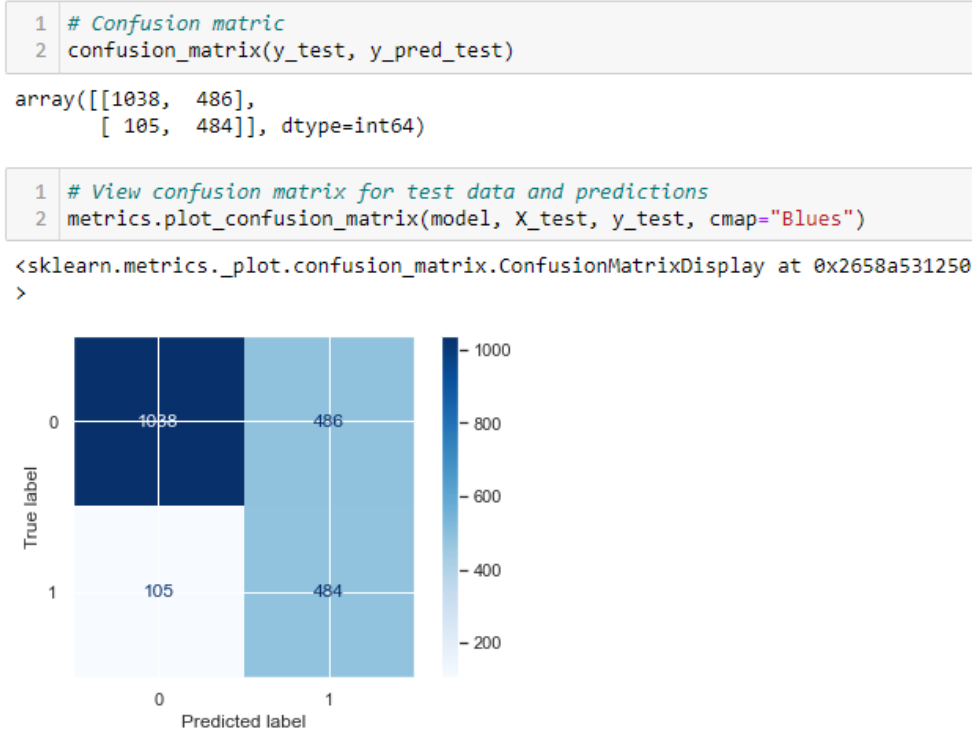 1 # Confusion matric
2 confusion_matrix(y_test, y_pred_test)
array([[1038,  486],
       [ 105,  484]], dtype=int64)
1 # View confusion matrix for test data and predictions
2 metrics.plot_confusion_matrix(model, X_test, y_test, cmap="Blues")
<sklearn.metrics._plot.confusion_matrix.ConfusionMatrixDisplay at 0x2658a531250
>
1000
0 1038 486 800
600
True label
400
1 105 484
200
0 1
Predicted label